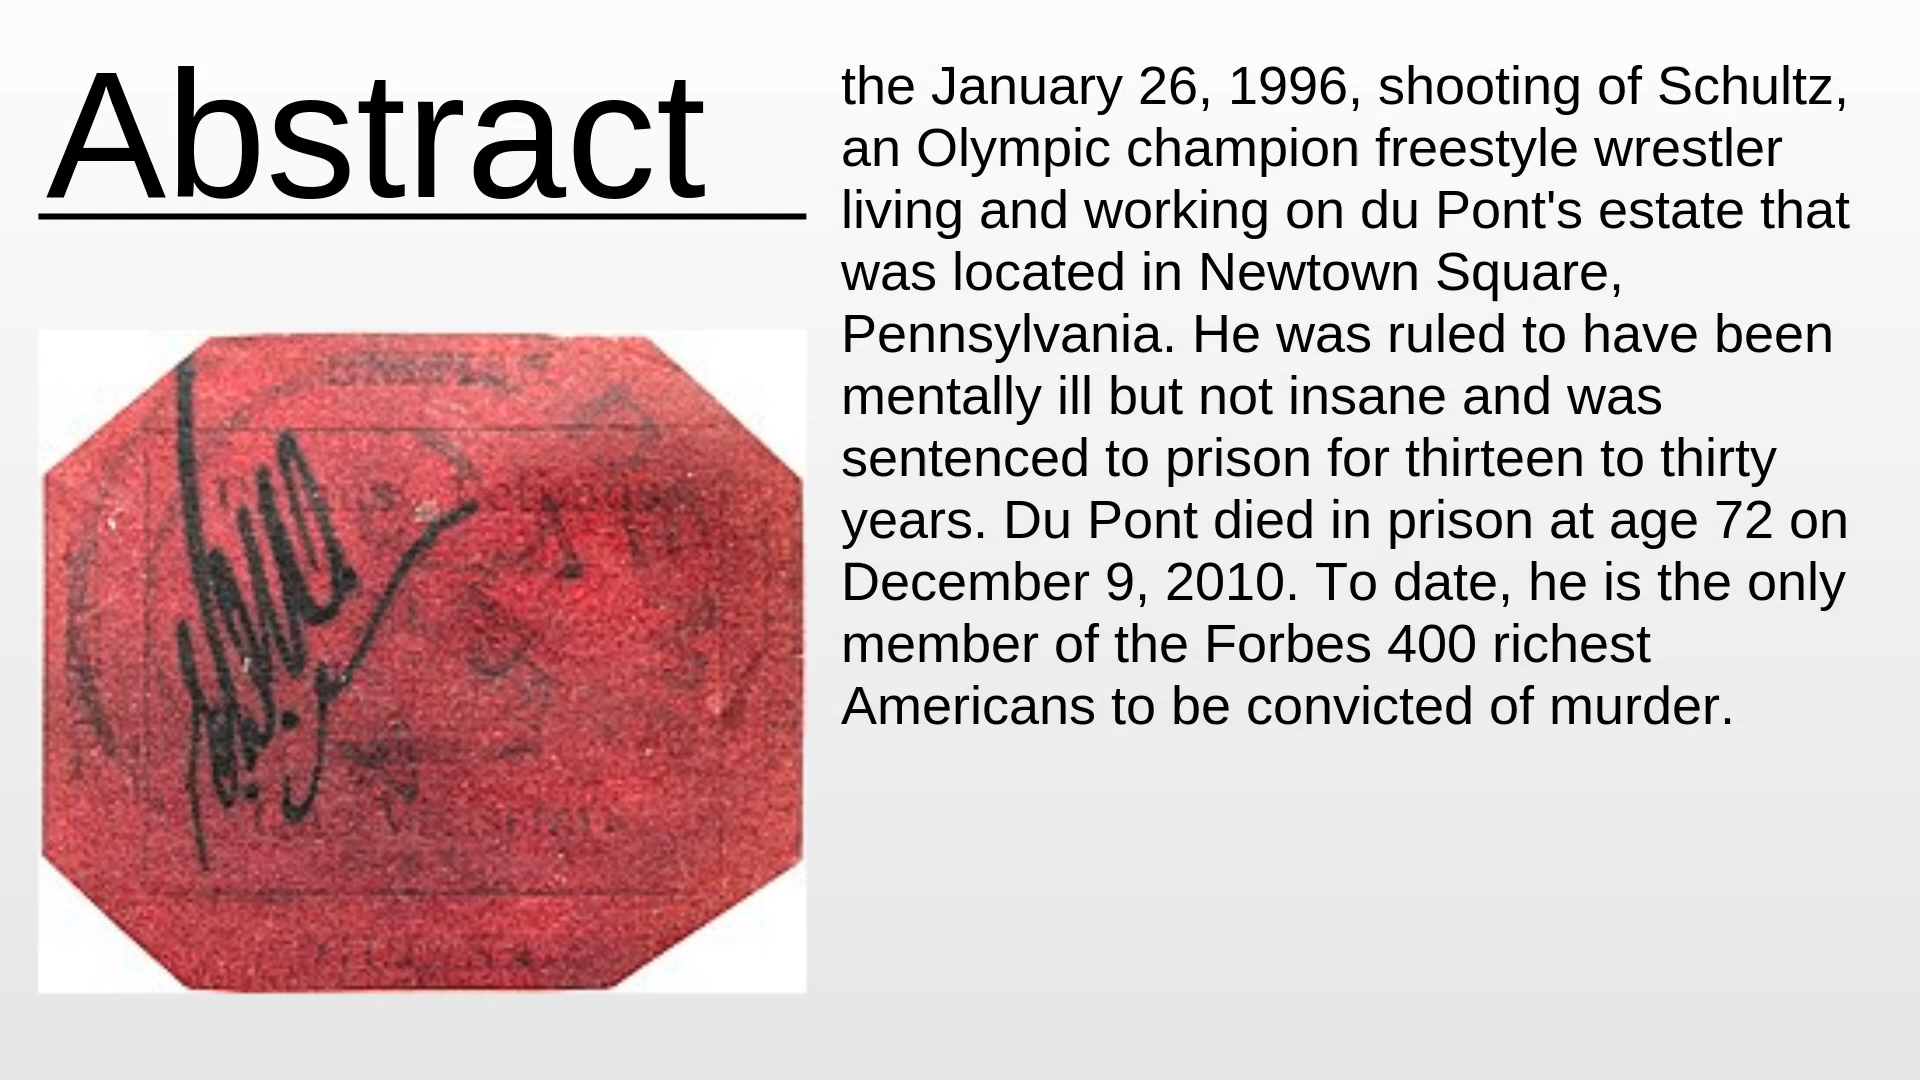 Abstract
the January 26, 1996, shooting of Schultz,
an Olympic champion freestyle wrestler
living and working on du Pont's estate that
was located in Newtown Square,
Pennsylvania. He was ruled to have been
mentally ill but not insane and was
sentenced to prison for thirteen to thirty
years. Du Pont died in prison at age 72 on
December 9, 2010. To date, he is the only
member of the Forbes 400 richest
Americans to be convicted of murder.